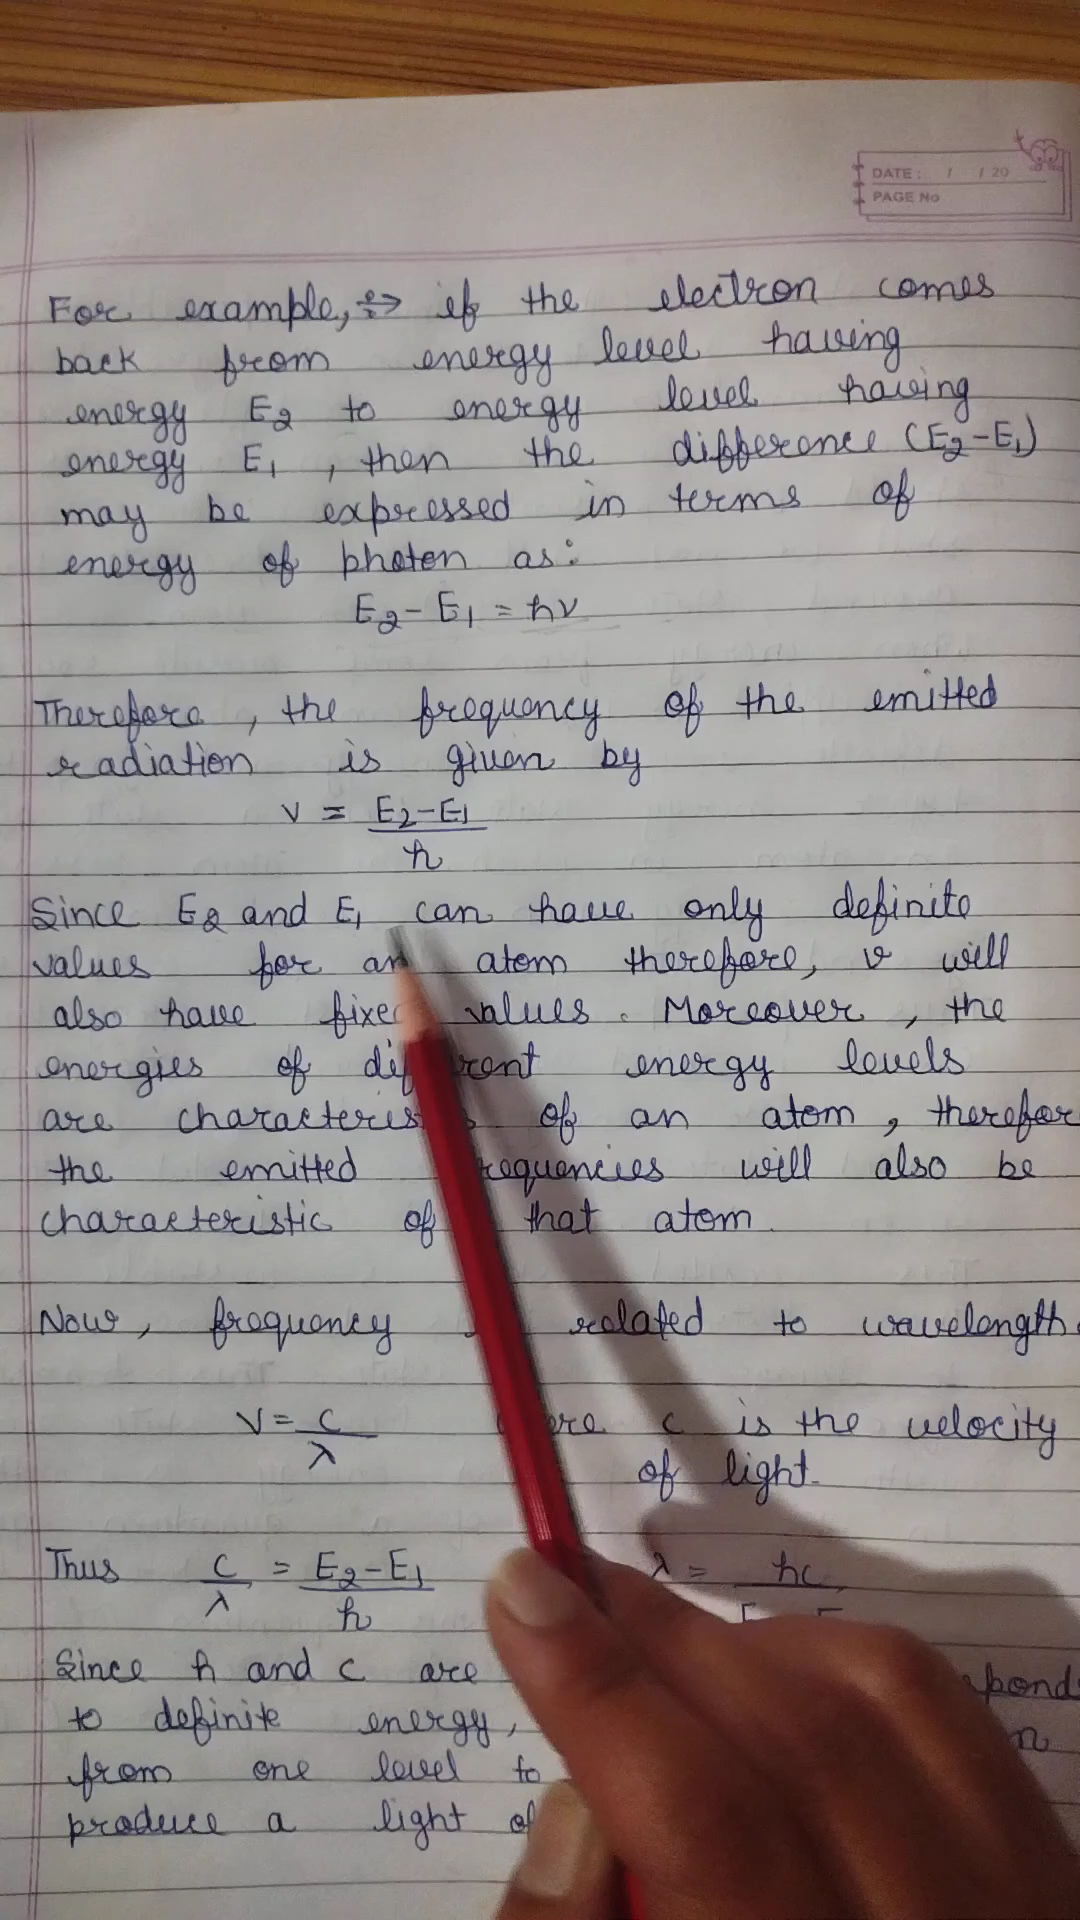 DATE: / / 20
PAGE No
For example, ⇒ if the electron comes
back from energy level having
energy E₂ to energy level having
energy E₁, then the difference (E₂-E₁)
may be expressed in terms of
energy of photon as:
E₂-E₁ = hν
Therefore, the frequency of the emitted
radiation is given by
ν = E₂-E₁
h
Since E₂ and E₁ can have only definite
values for an atom therefore, ν will
also have fixed values. Moreover, the
energies of different energy levels
are of an atom, therefor
the emitted will also be
characteristic of that atom.
Now, frequency related to wavelength.
ν = c/λ c is the velocity
of light.
Thus c/λ = E₂-E₁/h λ = hc
Since h and c are
to definite energy,
from one level to
produce a light